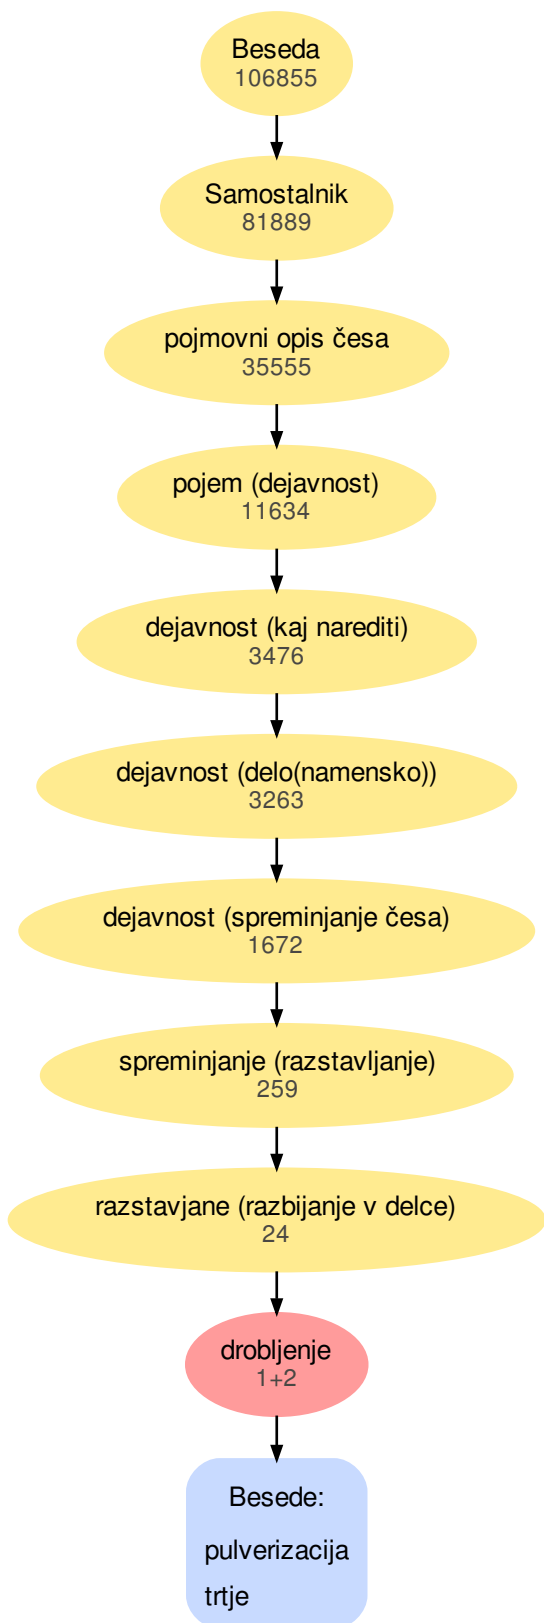 Beseda
106855
Samostalnik
81889
pojmovni opis česa
35555
pojem (dejavnost)
11634
dejavnost (kaj narediti)
3476
dejavnost (delo(namensko))
3263
dejavnost (spreminjanje česa)
1672
spreminjanje (razstavljanje)
259
razstavjane (razbijanje v delce)
24
drobljenje
1+2
Besede:
pulverizacija
trtje